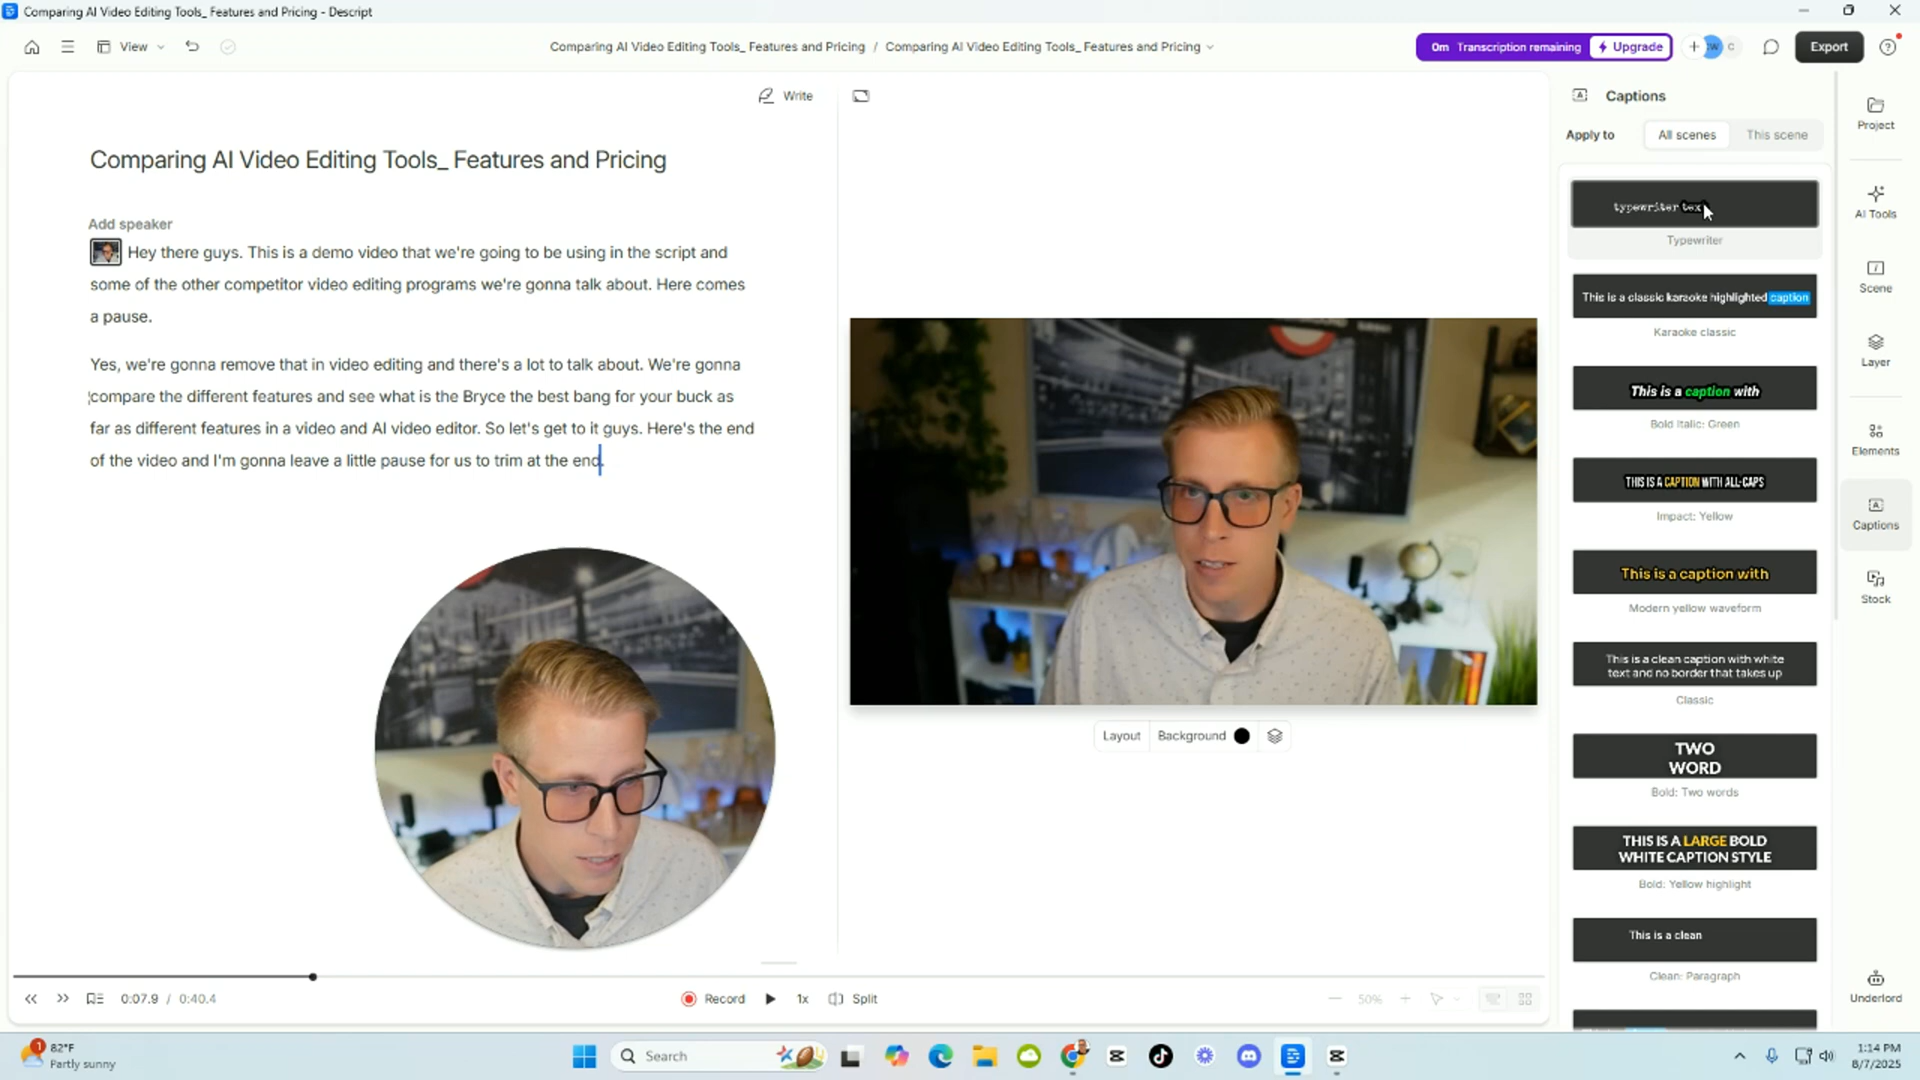 Comparing AI Video Editing Tools_ Features and Pricing - Descript
View
Comparing AI Video Editing Tools_ Features and Pricing / Comparing AI Video Editing Tools_ Features and Pricing
0m Transcription remaining
Upgrade
+
CW
C
Export
Write
Comparing AI Video Editing Tools_ Features and Pricing
Add speaker
Hey there guys. This is a demo video that we're going to be using in the script and
some of the other competitor video editing programs we're gonna talk about. Here comes
a pause.
Yes, we're gonna remove that in video editing and there's a lot to talk about. We're gonna
compare the different features and see what is the Bryce the best bang for your buck as
far as different features in a video and AI video editor. So let's get to it guys. Here's the end
of the video and I'm gonna leave a little pause for us to trim at the end.
Layout
Background
0:07.9 / 0:40.4
Record
1x
Split
50%
Captions
Apply to
All scenes
This scene
typewriter tex
Typewriter
This is a classic karaoke highlighted caption
Karaoke classic
This is a caption with
Bold Italic: Green
THIS IS A CAPTION WITH ALL-CAPS
Impact: Yellow
This is a caption with
Modern yellow waveform
This is a clean caption with white
text and no border that takes up
Classic
TWO
WORD
Bold: Two words
THIS IS A LARGE BOLD
WHITE CAPTION STYLE
Bold: Yellow highlight
This is a clean
Clean: Paragraph
Project
AI Tools
Scene
Layer
Elements
Captions
Stock
Underlord
1
82°F
Partly sunny
Search
1:14 PM
8/7/2025